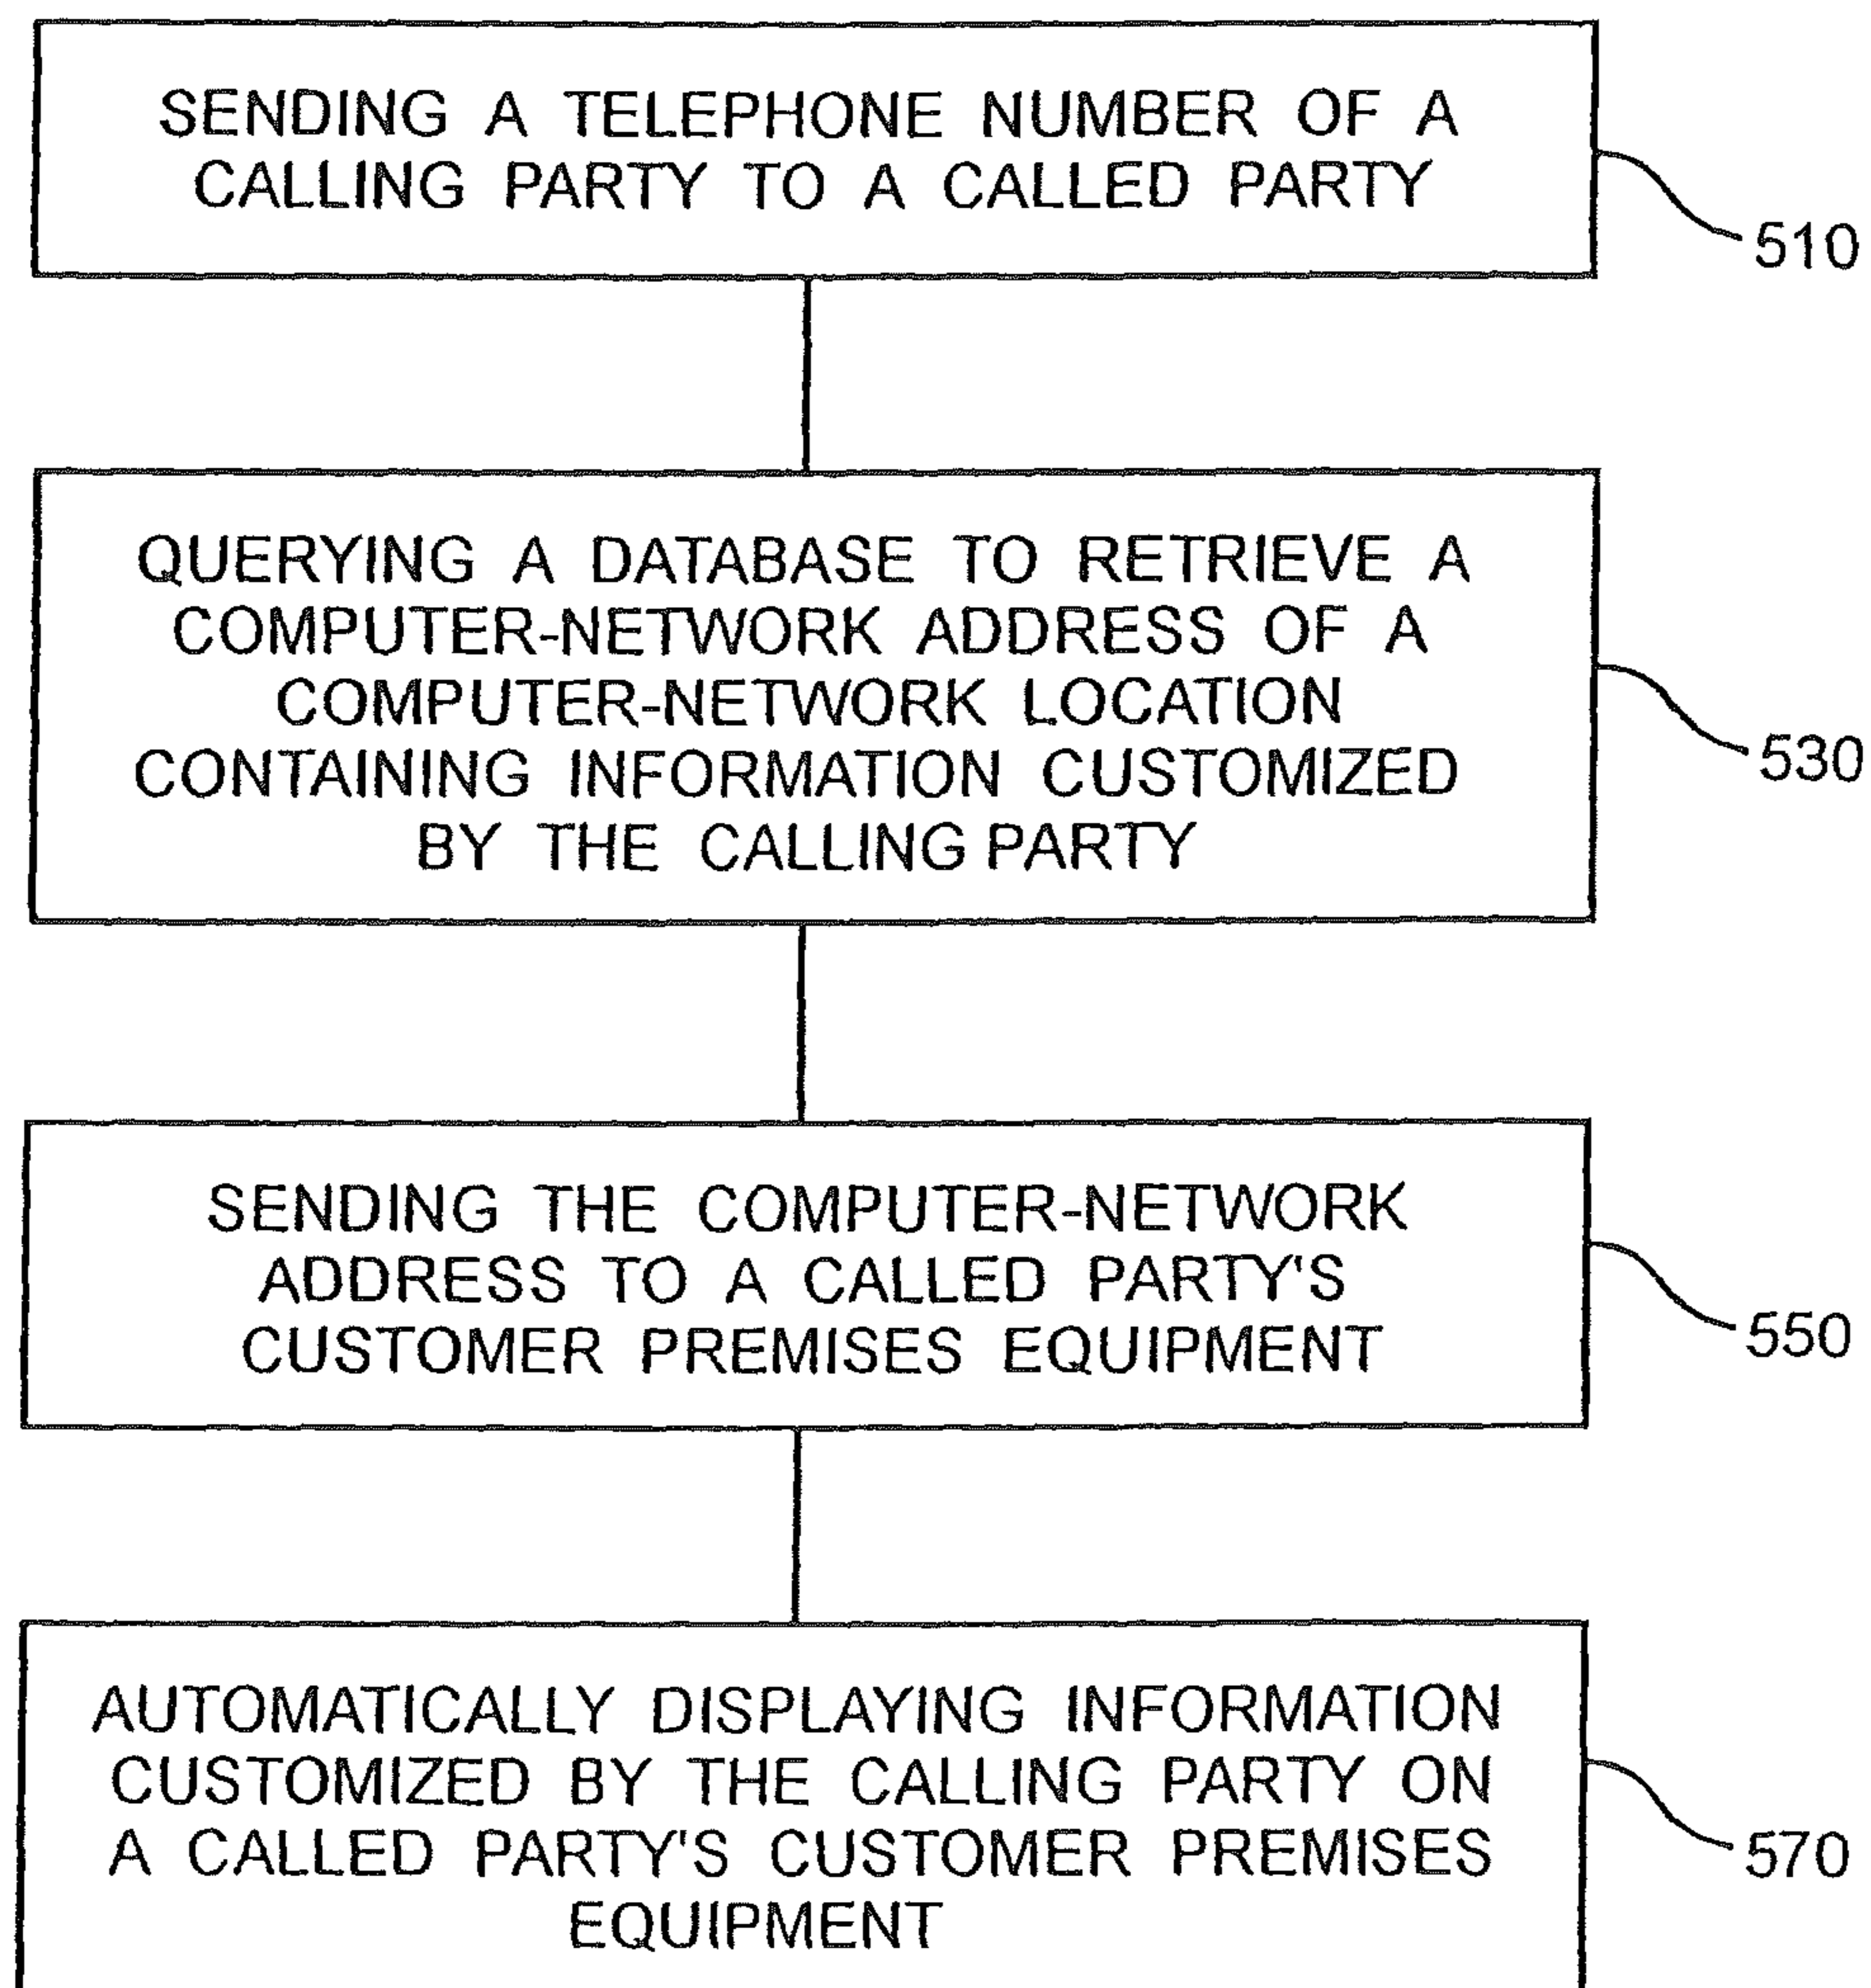 SENDING A TELEPHONE NUMBER OF A
CALLING PARTY TO A CALLED PARTY
510
QUERYING A DATABASE TO RETRIEVE A
COMPUTER-NETWORK ADDRESS OF A
COMPUTER-NETWORK LOCATION
CONTAINING INFORMATION CUSTOMIZED
BY THE CALLING PARTY
530
SENDING THE COMPUTER-NETWORK
ADDRESS TO A CALLED PARTY'S
CUSTOMER PREMISES EQUIPMENT
550
AUTOMATICALLY DISPLAYING INFORMATION
CUSTOMIZED BY THE CALLING PARTY ON
A CALLED PARTY'S CUSTOMER PREMISES
EQUIPMENT
570